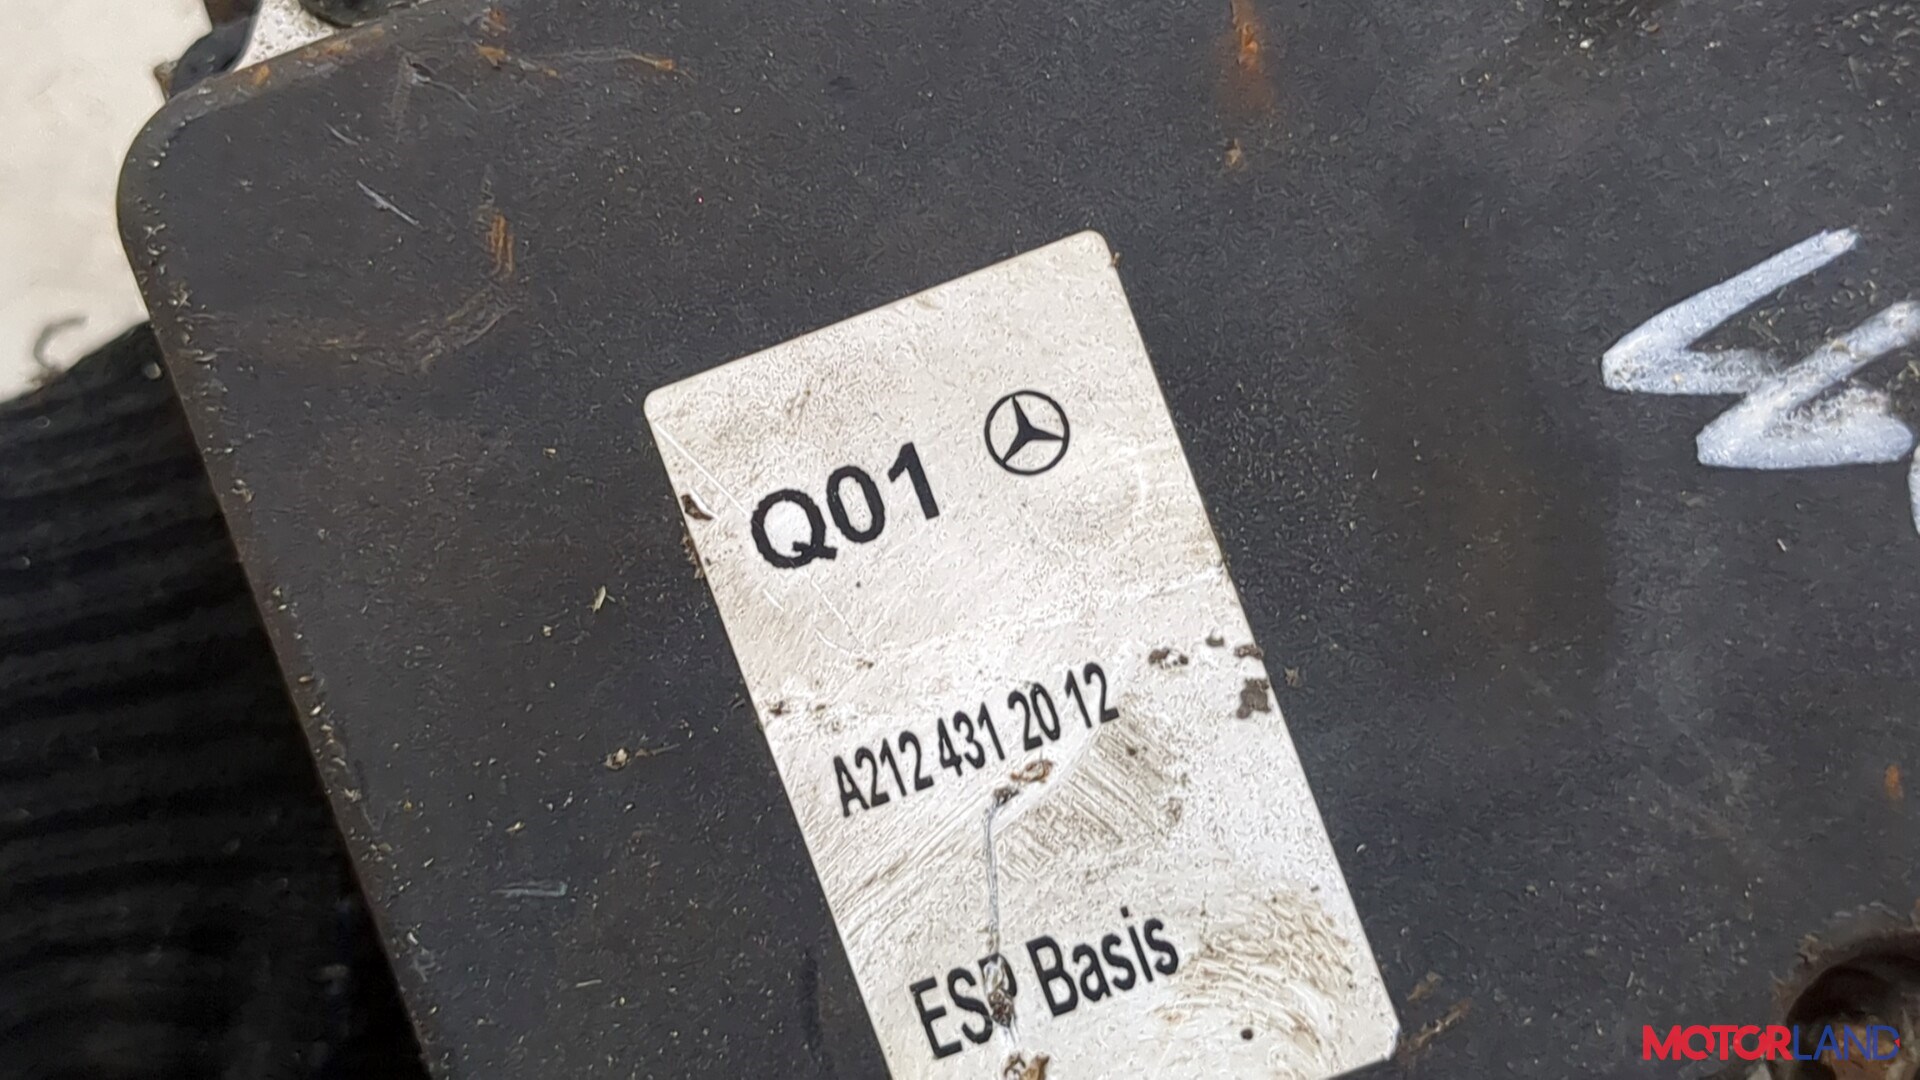 Q01
A212 431 20 12
ESP Basis
MOTORLAND